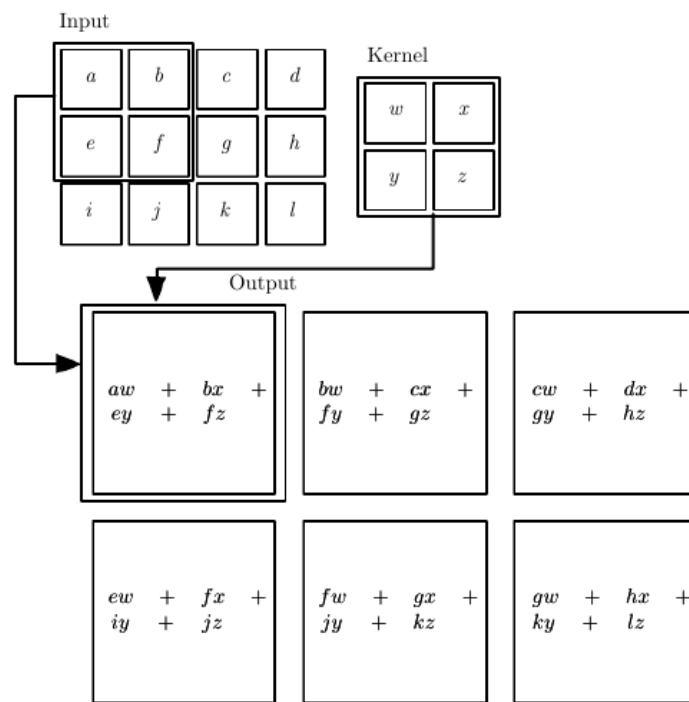 Input
Kernel
a b c d
w x
e f g h
y z
i j k l
Output
aw + bx +
ey + fz
bw + cx +
fy + gz
cw + dx +
gy + hz
ew + fx +
iy + jz
fw + gx +
jy + kz
gw + hx +
ky + lz